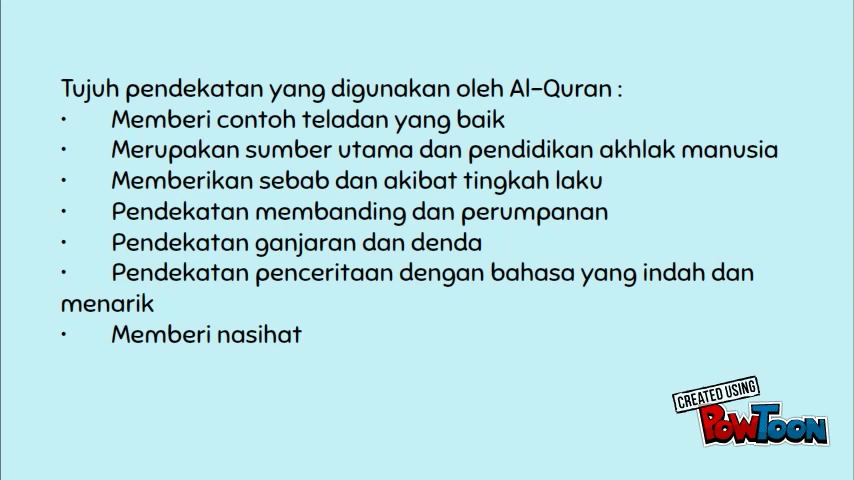 Tujuh pendekatan yang digunakan oleh Al-Quran :
• Memberi contoh teladan yang baik
• Merupakan sumber utama dan pendidikan akhlak manusia
• Memberikan sebab dan akibat tingkah laku
• Pendekatan membanding dan perumpanan
• Pendekatan ganjaran dan denda
• Pendekatan penceritaan dengan bahasa yang indah dan
menarik
• Memberi nasihat
CREATED USING
POWTOON